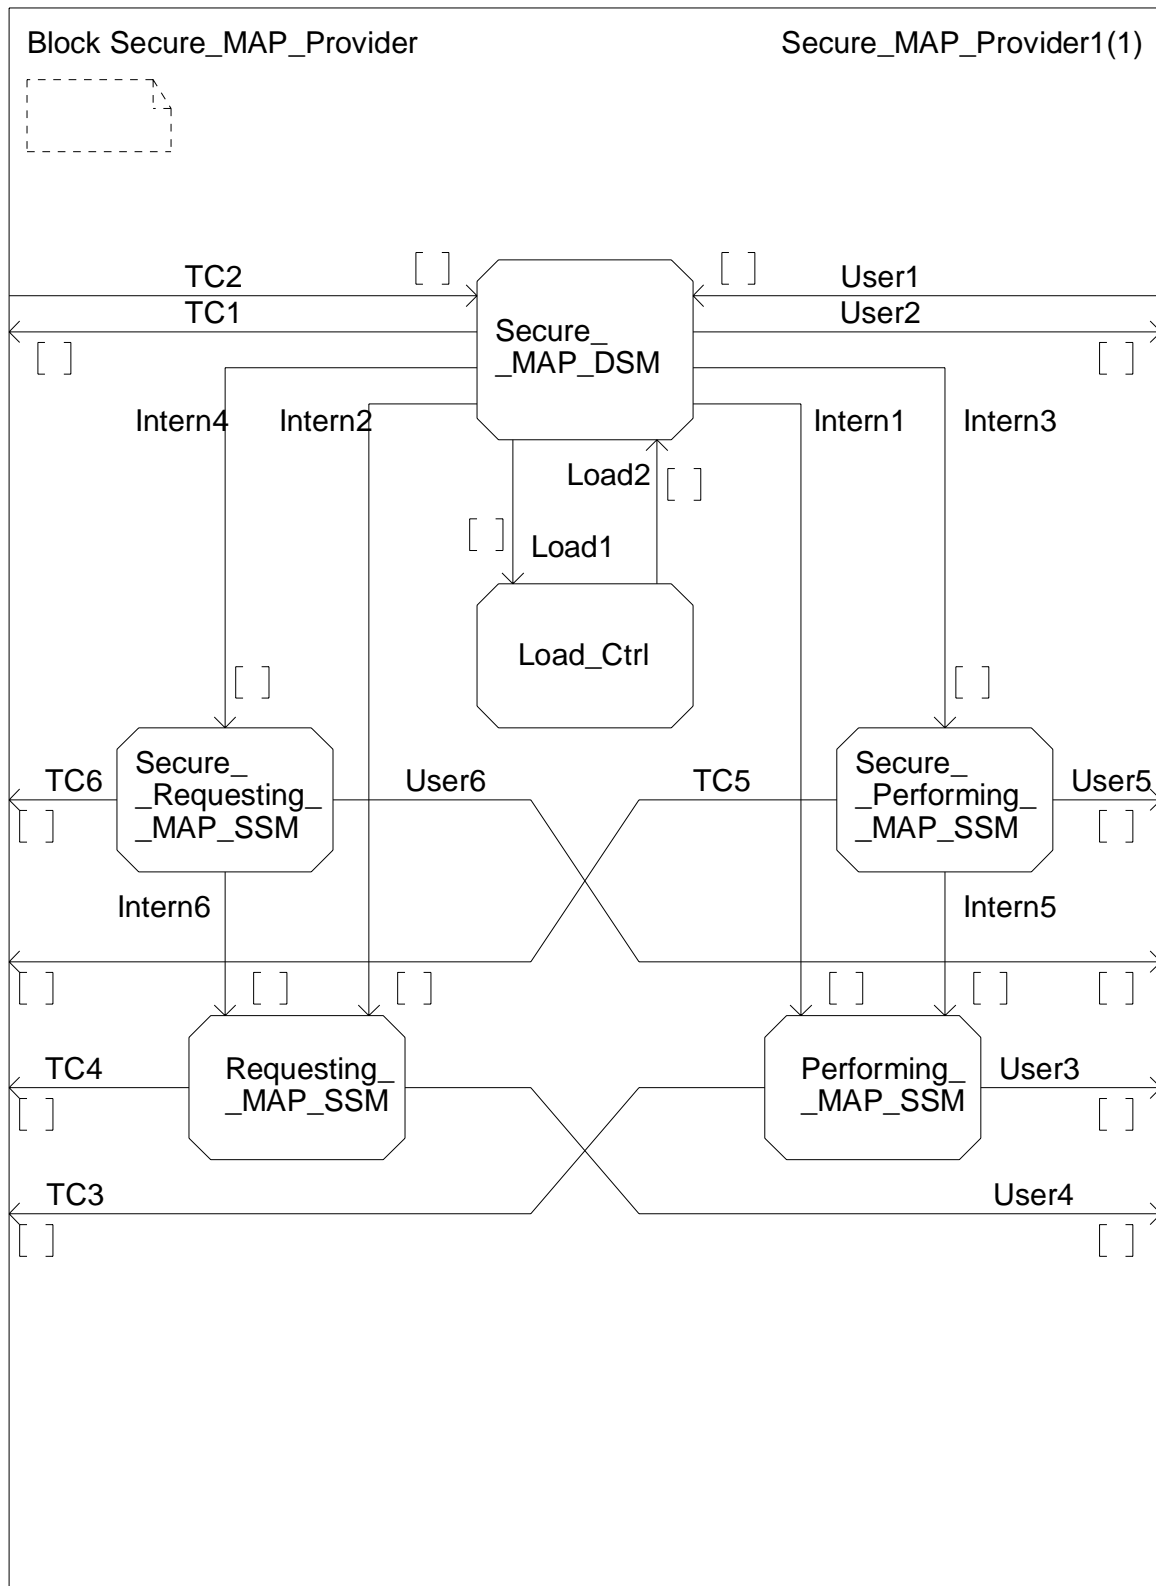 Block Secure_MAP_Provider
Secure_MAP_Provider1(1)
[ ]
[ ]
TC2
User1
TC1
User2
Secure_
_MAP_DSM
[ ]
[ ]
Intern4
Intern2
Intern1
Intern3
Load2
[ ]
[ ]
Load1
Load_Ctrl
[ ]
[ ]
TC6
Secure_
_Requesting_
_MAP_SSM
User6
TC5
Secure_
_Performing_
_MAP_SSM
User5
[ ]
[ ]
Intern6
Intern5
[ ]
[ ]
[ ]
[ ]
[ ]
[ ]
TC4
Requesting_
_MAP_SSM
Performing_
_MAP_SSM
User3
[ ]
[ ]
TC3
User4
[ ]
[ ]